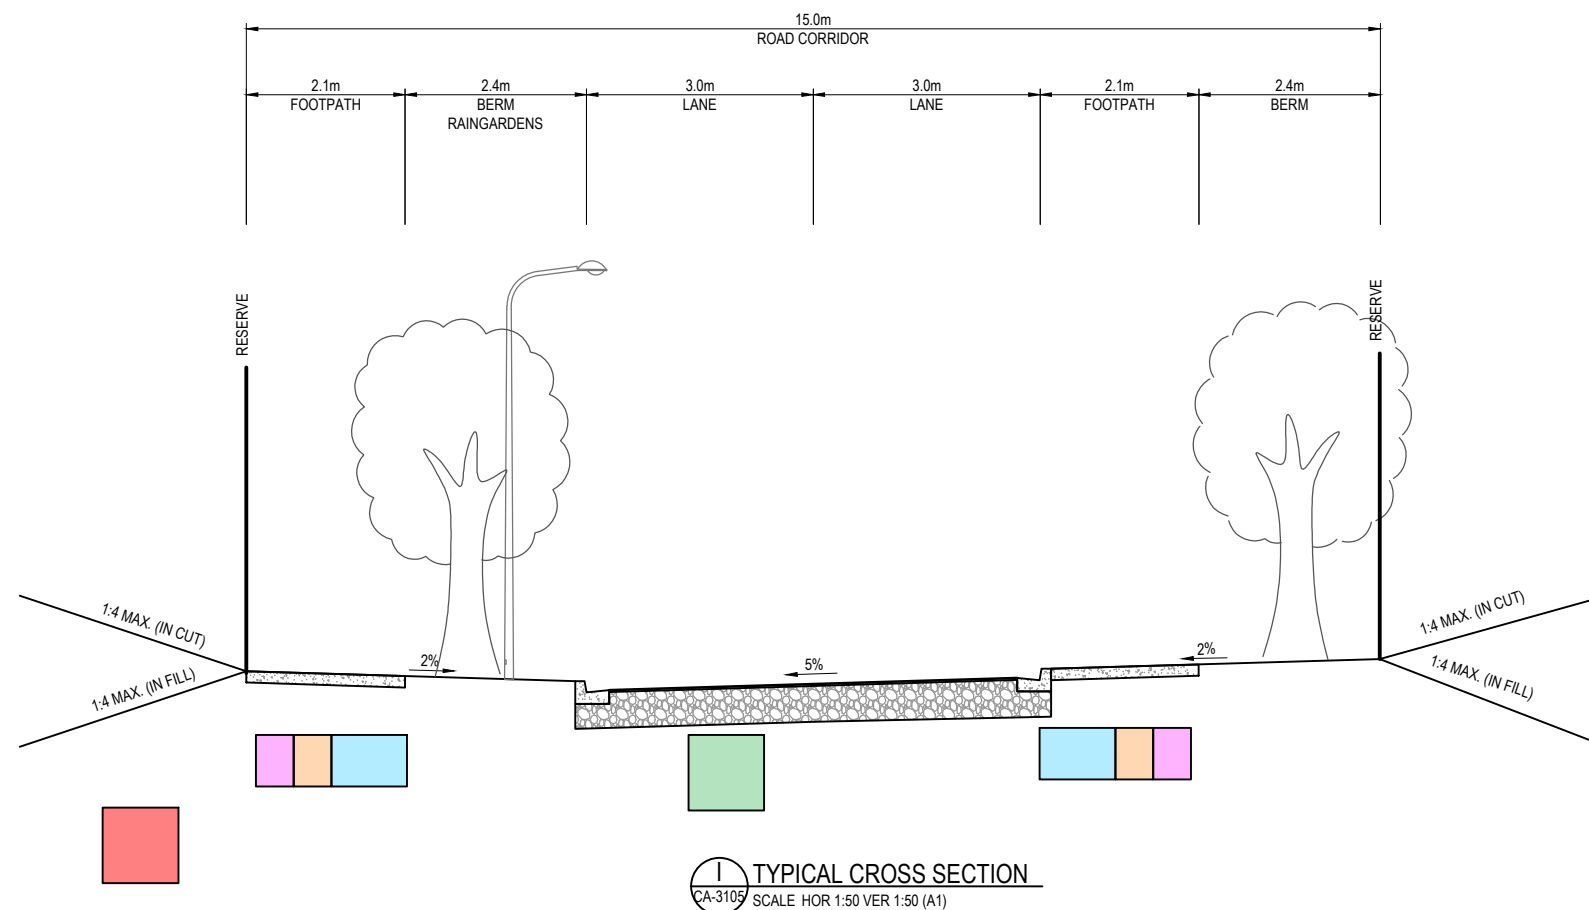 15.0m
ROAD CORRIDOR
2.1m
FOOTPATH
2.4m
BERM
RAINGARDENS
3.0m
LANE
3.0m
LANE
2.1m
FOOTPATH
2.4m
BERM
RESERVE
RESERVE
1:4 MAX. (IN CUT)
1:4 MAX. (IN FILL)
2%
5%
2%
1:4 MAX. (IN CUT)
1:4 MAX. (IN FILL)
I
CA-3105
TYPICAL CROSS SECTION
SCALE HOR 1:50 VER 1:50 (A1)